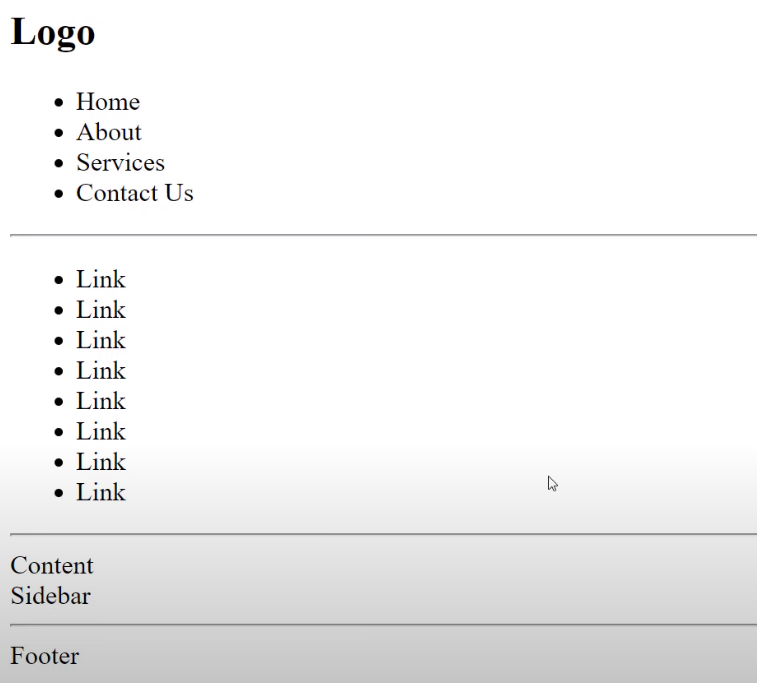 Logo
Home
About
Services
Contact Us
Link
Link
Link
Link
Link
Link
Link
Link
Content
Sidebar
Footer